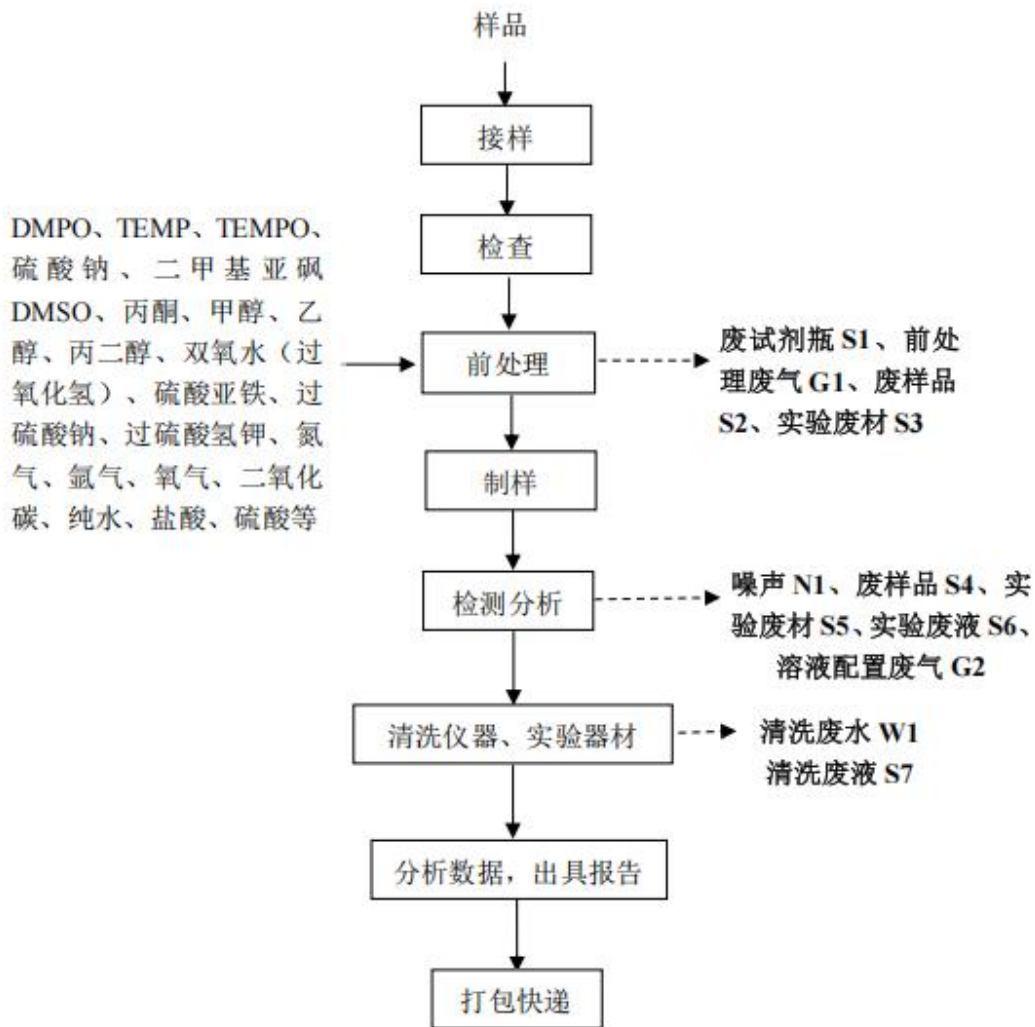 样品
接样
检查
DMPO、TEMP、TEMPO、
硫酸钠、二甲基亚砜
DMSO、丙酮、甲醇、乙
醇、丙二醇、双氧水（过
氧化氢）、硫酸亚铁、过
硫酸钠、过硫酸氢钾、氮
气、氩气、氧气、二氧化
碳、纯水、盐酸、硫酸等
前处理
废试剂瓶 S1、前处
理废气 G1、废样品
S2、实验废材 S3
制样
检测分析
噪声 N1、废样品 S4、实
验废材 S5、实验废液 S6、
溶液配置废气 G2
清洗仪器、实验器材
清洗废水 W1
清洗废液 S7
分析数据，出具报告
打包快递